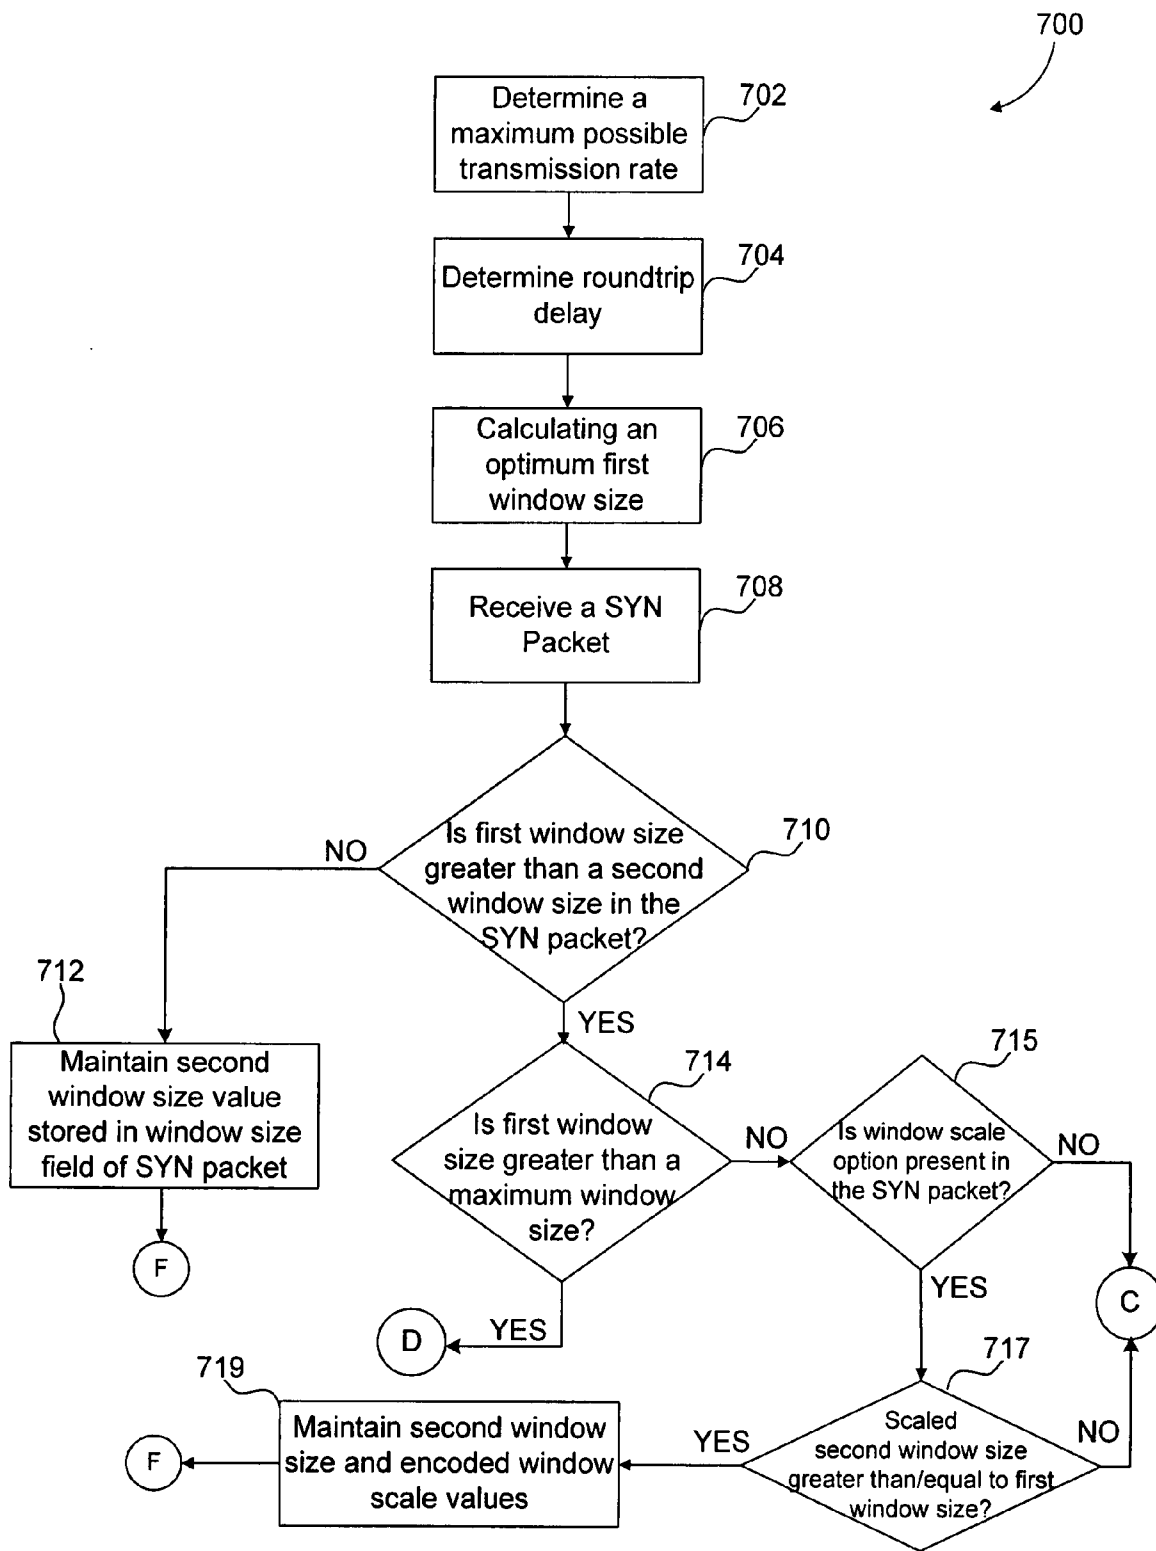 700
Determine a
maximum possible
transmission rate
702
Determine roundtrip
delay
704
Calculating an
optimum first
window size
706
Receive a SYN
Packet
708
Is first window size
greater than a second
window size in the
SYN packet?
710
NO
YES
712
Maintain second
window size value
stored in window size
field of SYN packet
F
Is first window
size greater than a
maximum window
size?
714
NO
YES
D
715
Is window scale
option present in
the SYN packet?
NO
YES
C
717
Scaled
second window size
greater than/equal to first
window size?
NO
YES
719
Maintain second window
size and encoded window
scale values
F